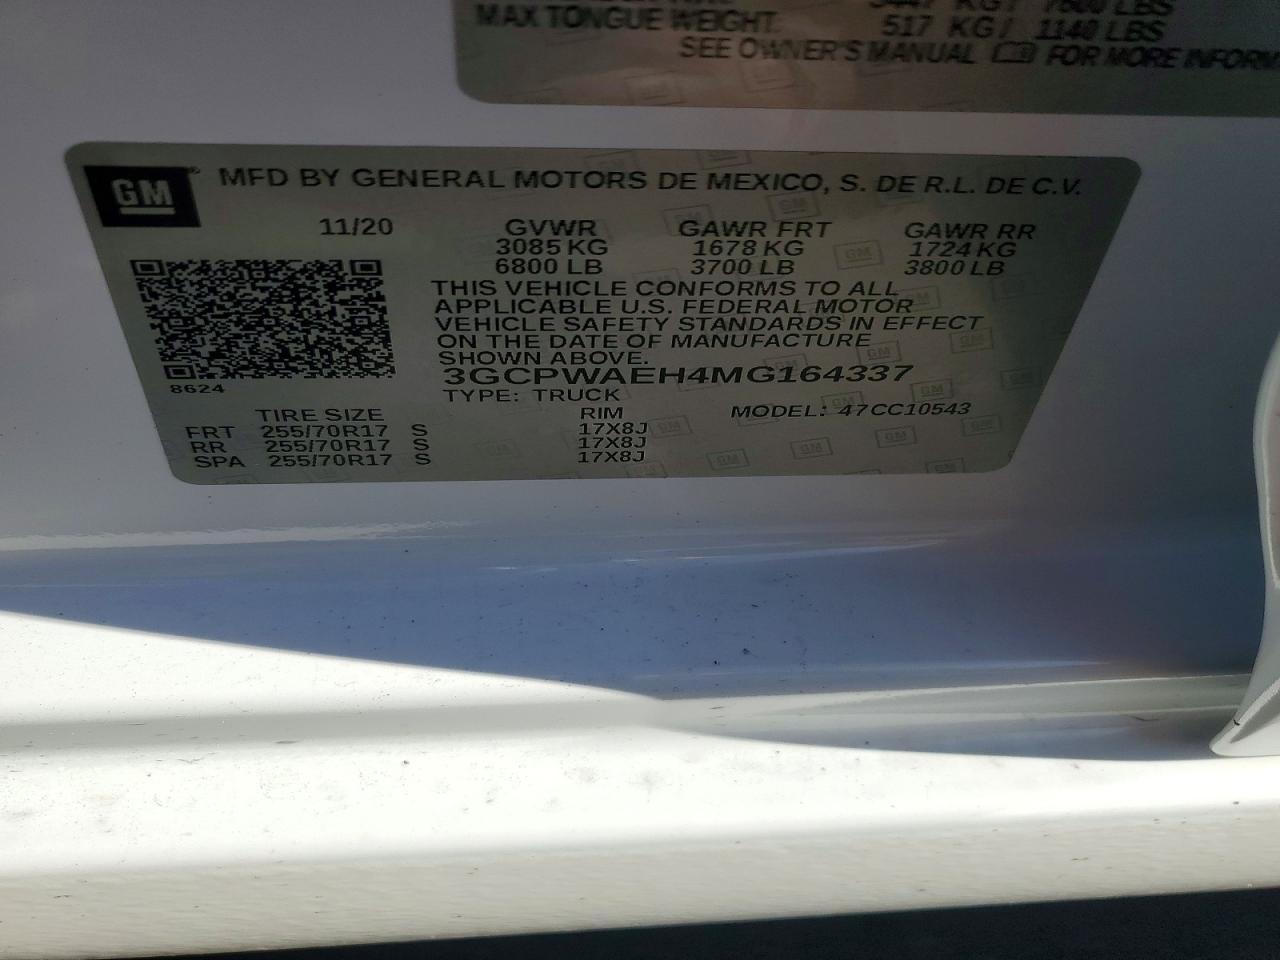 3447 KG / 7600 LBS
MAX TONGUE WEIGHT. 517 KG / 1140 LBS
SEE OWNER'S MANUAL FOR MORE INFORM
GM
MFD BY GENERAL MOTORS DE MEXICO, S. DE R.L. DE C.V.
11/20 GVWR GAWR FRT GAWR RR
3085 KG 1678 KG 1724 KG
6800 LB 3700 LB 3800 LB
THIS VEHICLE CONFORMS TO ALL
APPLICABLE U.S. FEDERAL MOTOR
VEHICLE SAFETY STANDARDS IN EFFECT
ON THE DATE OF MANUFACTURE
SHOWN ABOVE.
3GCPWAEH4MG164337
8624
TYPE: TRUCK
TIRE SIZE RIM MODEL: 47CC10543
FRT 255/70R17 S 17X8J
RR 255/70R17 S 17X8J
SPA 255/70R17 S 17X8J